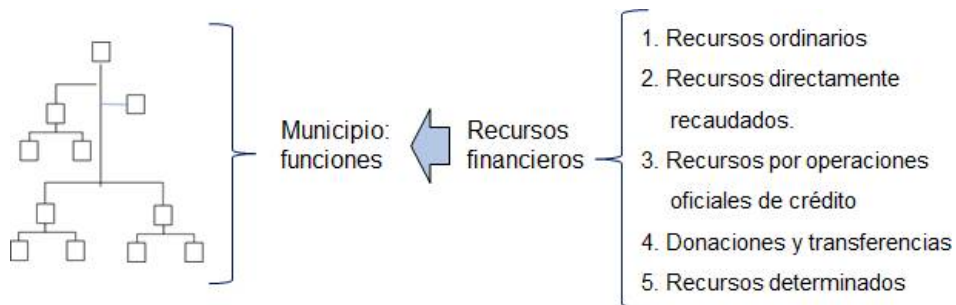 Municipio:
funciones
Recursos
financieros
1. Recursos ordinarios
2. Recursos directamente
recaudados.
3. Recursos por operaciones
oficiales de crédito
4. Donaciones y transferencias
5. Recursos determinados